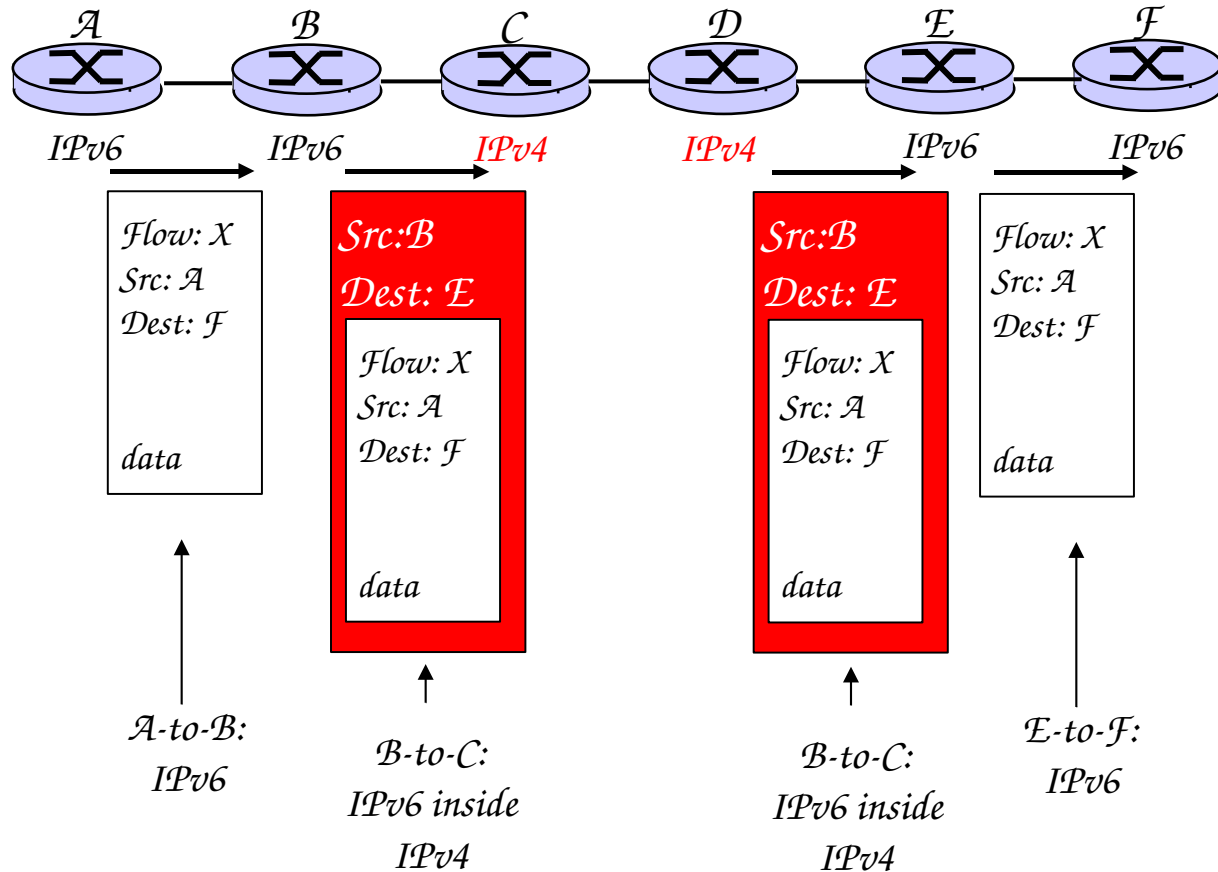 A B C D E F
IPv6 IPv6 IPv4 IPv4 IPv6 IPv6
Flow: X
Src: A
Dest: F
data
Src:B
Dest: E
Flow: X
Src: A
Dest: F
data
Src:B
Dest: E
Flow: X
Src: A
Dest: F
data
Flow: X
Src: A
Dest: F
data
A-to-B:
IPv6
B-to-C:
IPv6 inside
IPv4
B-to-C:
IPv6 inside
IPv4
E-to-F:
IPv6